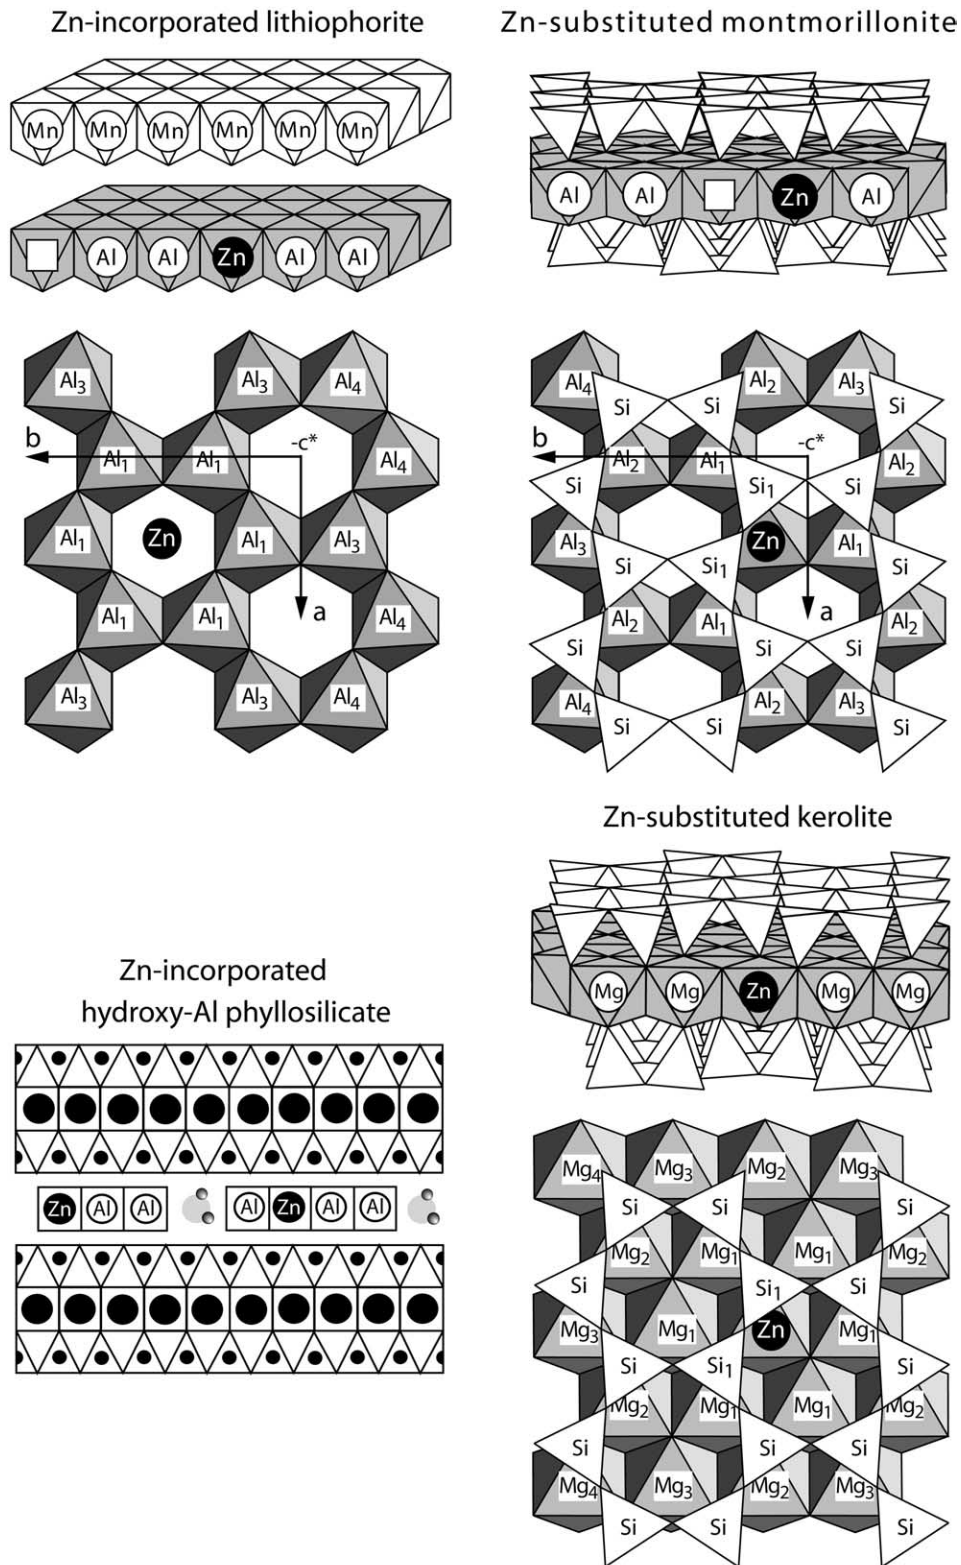 Zn-incorporated lithiophorite
Mn Mn Mn Mn Mn Mn
Al Al Zn Al Al
Al3 Al3 Al4
b -c*
Al1 Al1 Al4
Al1 Zn Al1 Al3
a
Al1 Al1 Al4
Al3 Al3 Al4
Zn-substituted montmorillonite
Al Al Zn Al
Al4 Al2 Al3
Si Si Si
b -c*
Al2 Al1 Al2
Si Si1 Si
Al3 Zn Al1
Si Si1 Si
a
Al2 Al1 Al2
Si Si Si
Al4 Al2 Al3
Si Si Si
Zn-incorporated
hydroxy-Al phyllosilicate
Zn Al Al Al Zn Al Al
Zn-substituted kerolite
Mg Mg Zn Mg Mg
Mg4 Mg3 Mg2 Mg3
Si Si Si
Mg2 Mg1 Mg1 Mg2
Si Si1 Si
Mg3 Mg1 Zn Mg1
Si Si1 Si
Mg2 Mg1 Mg1 Mg2
Si Si Si
Mg4 Mg3 Mg2 Mg3
Si Si Si